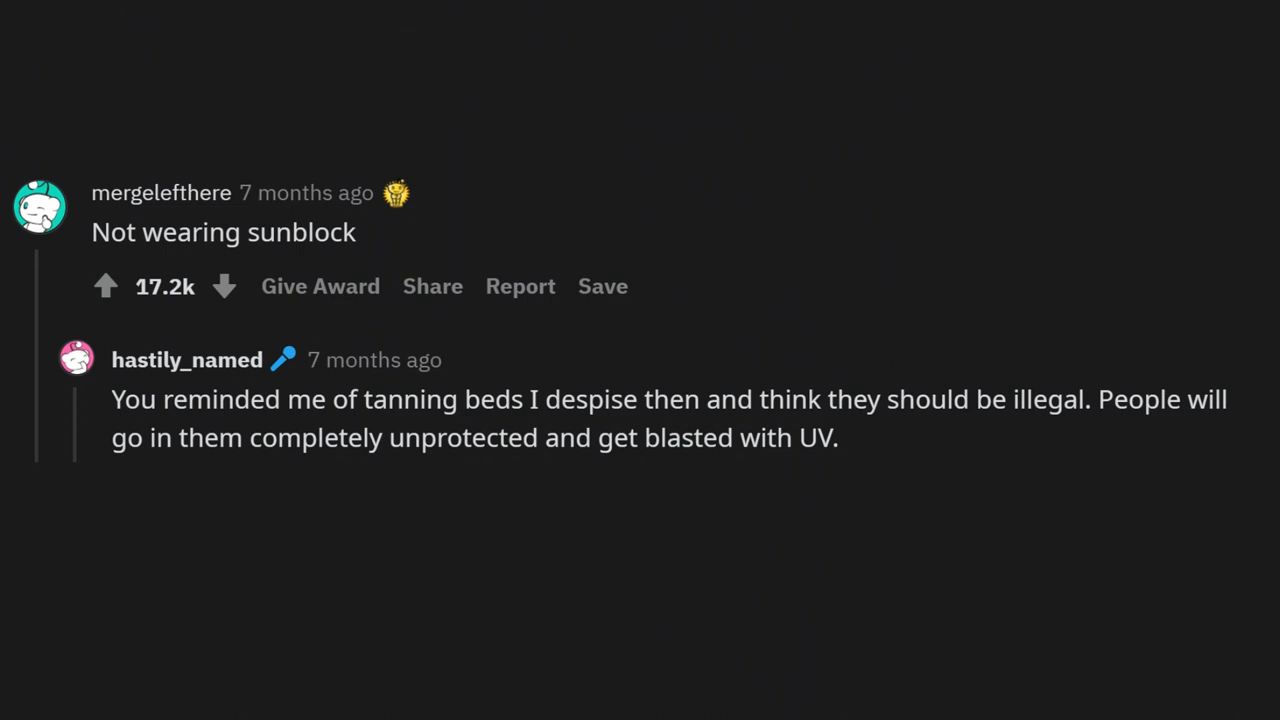 mergelefthere 7 months ago
Not wearing sunblock
17.2k Give Award Share Report Save
hastily_named 7 months ago
You reminded me of tanning beds I despise then and think they should be illegal. People will
go in them completely unprotected and get blasted with UV.